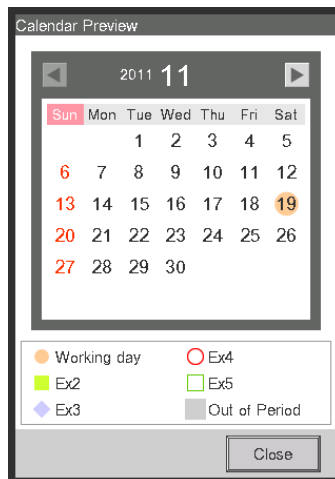 Calendar Preview
2011 11
Sun Mon Tue Wed Thu Fri Sat
1 2 3 4 5
6 7 8 9 10 11 12
13 14 15 16 17 18 19
20 21 22 23 24 25 26
27 28 29 30
Working day Ex4
Ex2 Ex5
Ex3 Out of Period
Close